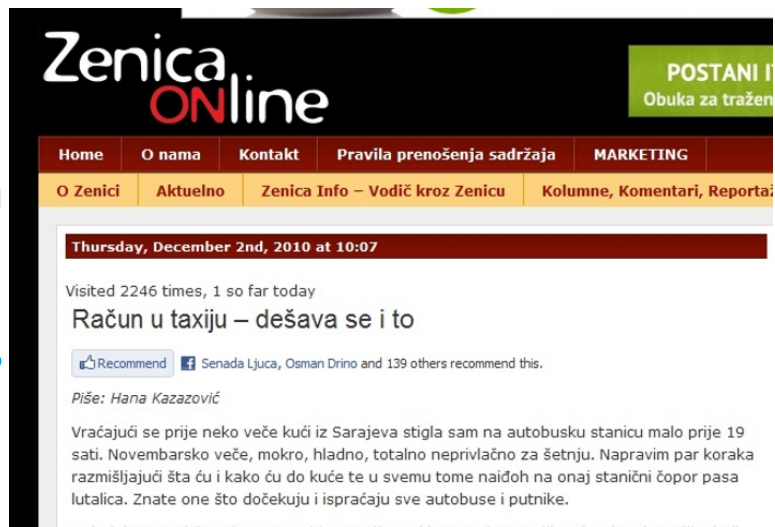 Zenica
ONline
POSTANI
Obuka za
Home O nama Kontakt Pravila prenošenja sadržaja MARKETING
O Zenici Aktuelno Zenica Info – Vodič kroz Zenicu Kolumne, Komentari,
Thursday, December 2nd, 2010 at 10:07
Visited 2246 times, 1 so far today
Račun u taxiju – dešava se i to
Recommend Senada Ljuca, Osman Drino and 139 others recommend this.
Piše: Hana Kazazović
Vraćajući se prije neko veče kući iz Sarajeva stigla sam na autobusku stanicu malo prije 19
sati. Novembarsko veče, mokro, hladno, totalno neprivlačno za šetnju. Napravim par koraka
razmišljajući šta ću i kako ću do kuće te u svemu tome naiđoh na onaj stanični čopor pasa
lutalica. Znate one što dočekuju i ispraćaju sve autobuse i putnike.